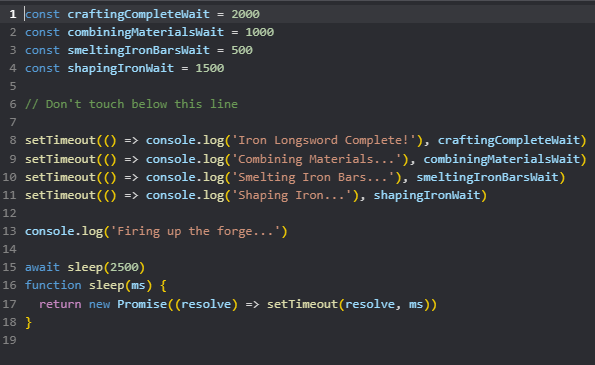 1 const craftingCompleteWait = 2000
2 const combiningMaterialsWait = 1000
3 const smeltingIronBarsWait = 500
4 const shapingIronWait = 1500
5
6 // Don't touch below this line
7
8 setTimeout(() => console.log('Iron Longsword Complete!'), craftingCompleteWait)
9 setTimeout(() => console.log('Combining Materials...'), combiningMaterialsWait)
10 setTimeout(() => console.log('Smelting Iron Bars...'), smeltingIronBarsWait)
11 setTimeout(() => console.log('Shaping Iron...'), shapingIronWait)
12
13 console.log('Firing up the forge...')
14
15 await sleep(2500)
16 function sleep(ms) {
17   return new Promise((resolve) => setTimeout(resolve, ms))
18 }
19